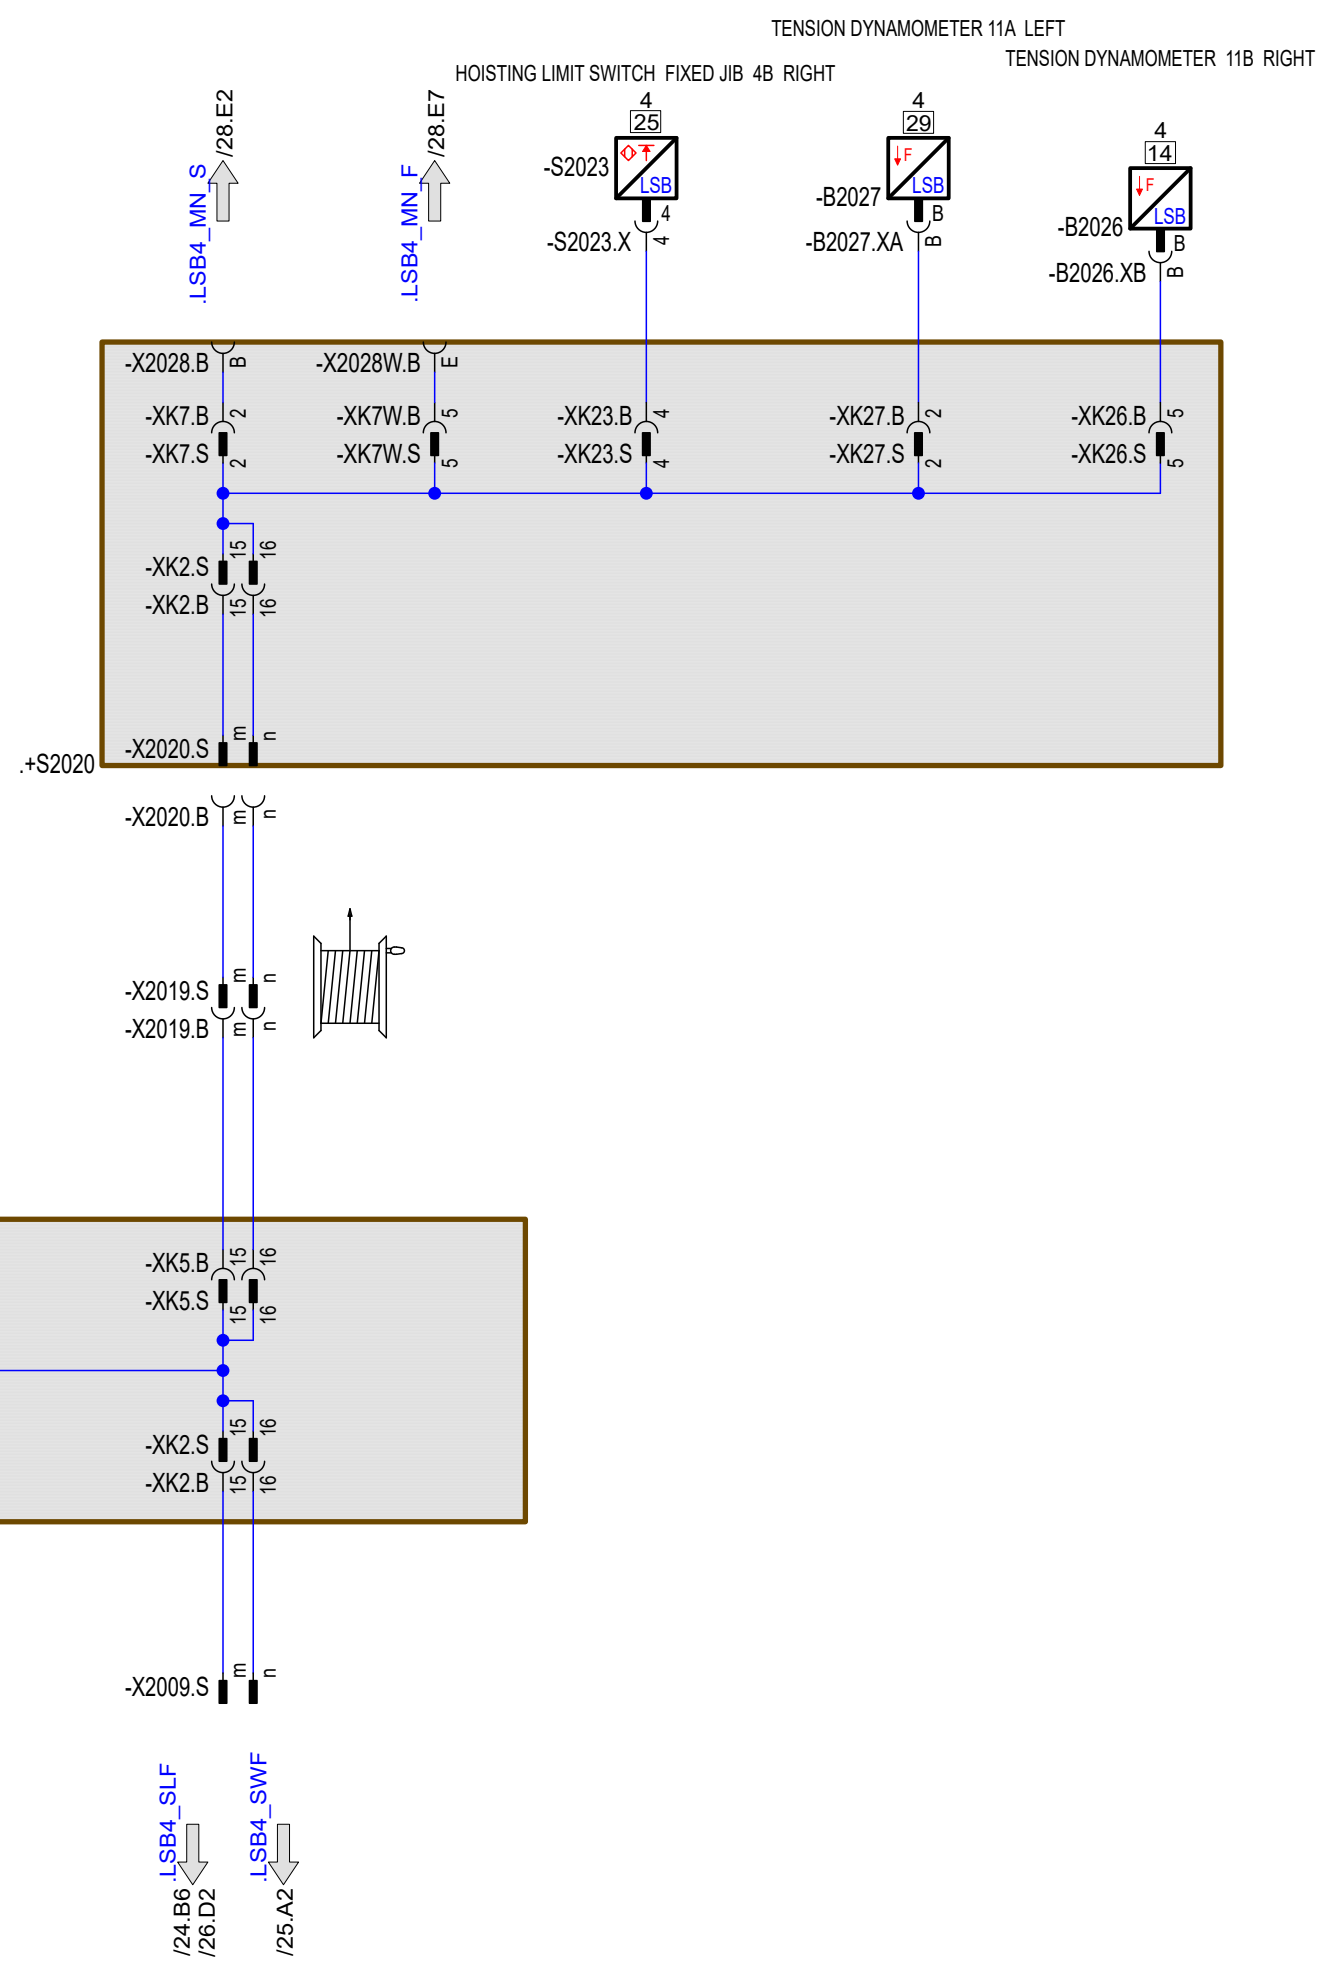 TENSION DYNAMOMETER 11A LEFT
TENSION DYNAMOMETER 11B RIGHT
HOISTING LIMIT SWITCH FIXED JIB 4B RIGHT
.LSB4_MN_S
/28.E2
.LSB4_MN_F
/28.E7
4
25
-S2023
LSB
4
-S2023.X
4
4
29
F
LSB
-B2027
B
-B2027.XA
B
4
14
F
LSB
-B2026
B
-B2026.XB
B
-X2028.B
B
-X2028W.B
E
-XK7.B
2
-XK7W.B
5
-XK23.B
4
-XK27.B
2
-XK26.B
5
-XK7.S
2
-XK7W.S
5
-XK23.S
4
-XK27.S
2
-XK26.S
5
-XK2.S
15
16
-XK2.B
15
16
-X2020.S
m
n
.+S2020
-X2020.B
m
n
-X2019.S
m
n
-X2019.B
m
n
-XK5.B
15
16
-XK5.S
15
16
-XK2.S
15
16
-XK2.B
15
16
-X2009.S
m
n
.LSB4_SLF
/24.B6
/26.D2
.LSB4_SWF
/25.A2